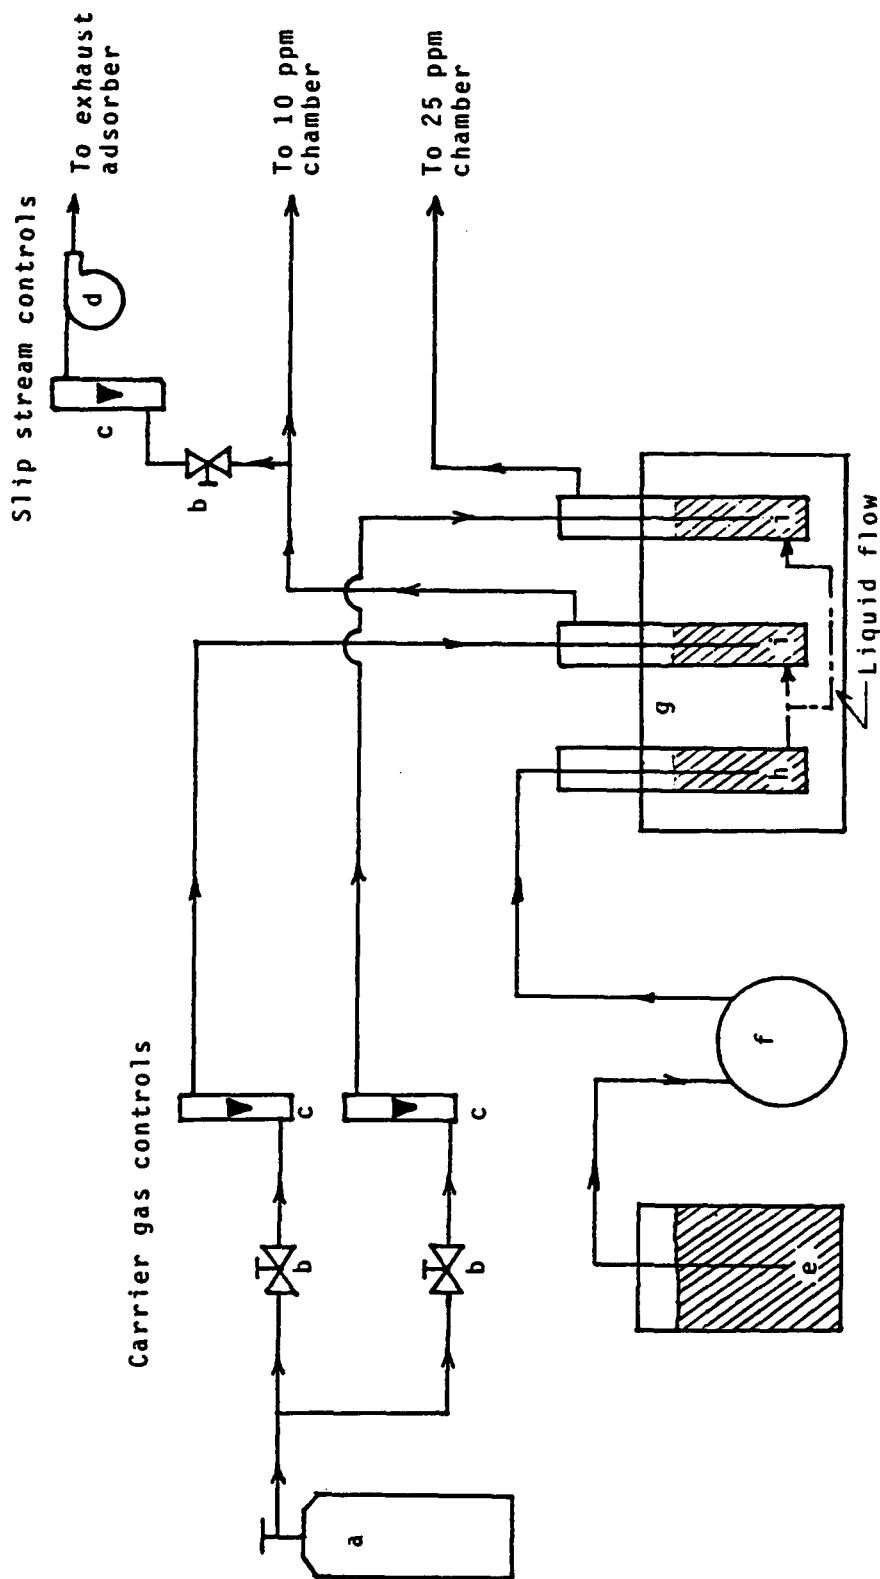 Slip stream controls
To exhaust
adsorber
d
c
b
To 10 ppm
chamber
To 25 ppm
chamber
Carrier gas controls
c
c
b
b
a
g
h
i
i
Liquid flow
f
e